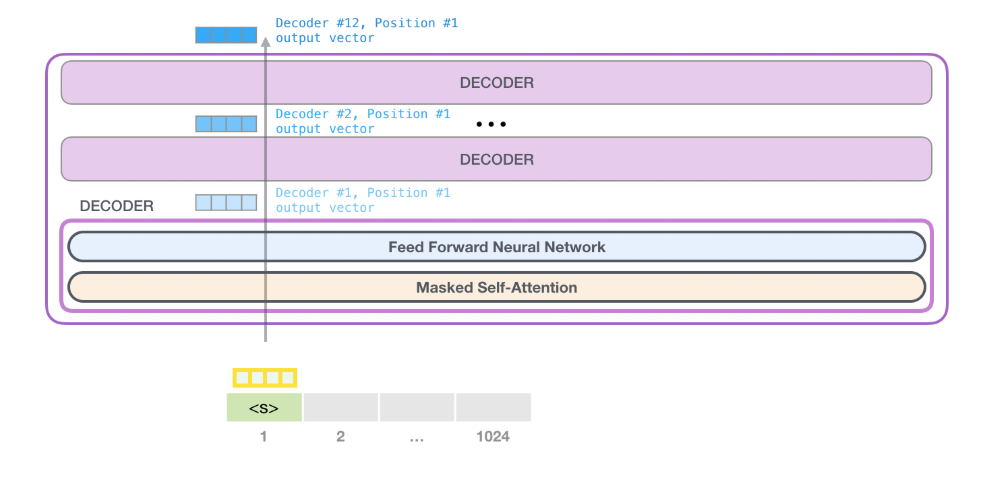 Decoder #12, Position #1
output vector
DECODER
Decoder #2, Position #1
output vector
...
DECODER
Decoder #1, Position #1
output vector
DECODER
Feed Forward Neural Network
Masked Self-Attention
<s>
1 2 ... 1024